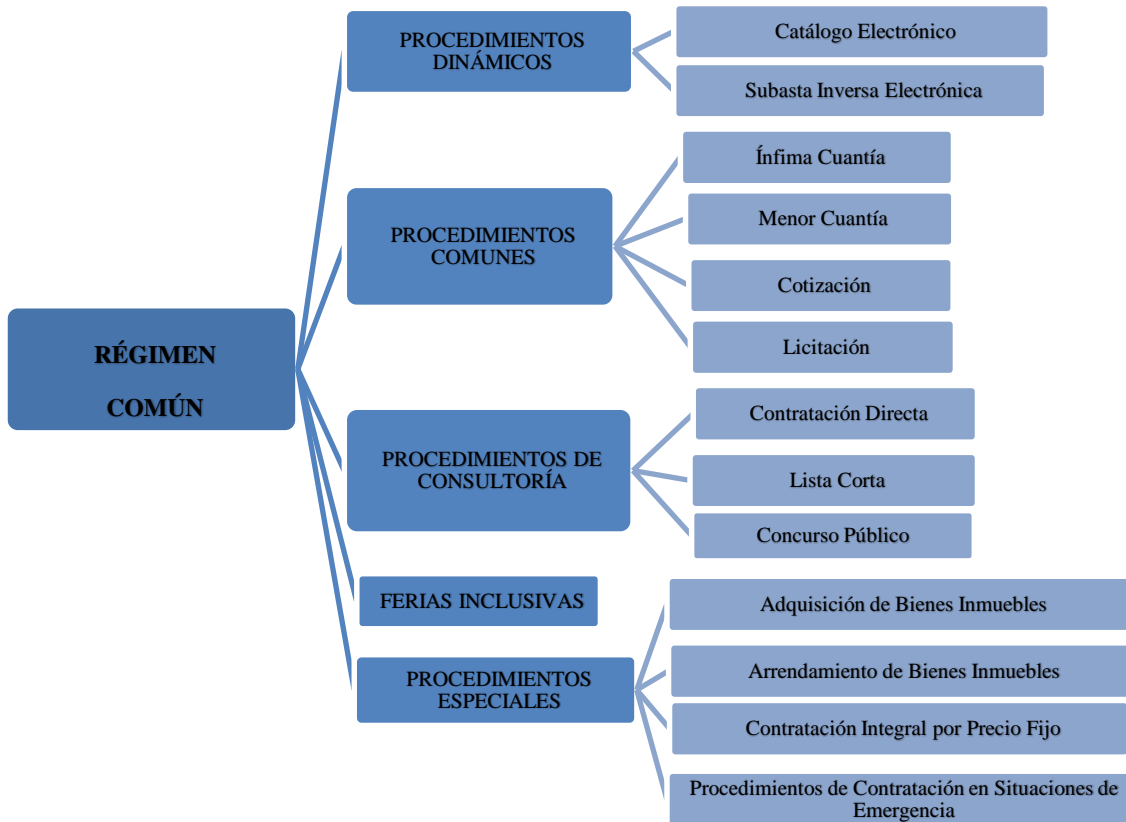 RÉGIMEN
COMÚN
PROCEDIMIENTOS
DINÁMICOS
Catálogo Electrónico
Subasta Inversa Electrónica
PROCEDIMIENTOS
COMUNES
Ínfima Cuantía
Menor Cuantía
Cotización
Licitación
PROCEDIMIENTOS DE
CONSULTORÍA
Contratación Directa
Lista Corta
Concurso Público
FERIAS INCLUSIVAS
PROCEDIMIENTOS
ESPECIALES
Adquisición de Bienes Inmuebles
Arrendamiento de Bienes Inmuebles
Contratación Integral por Precio Fijo
Procedimientos de Contratación en Situaciones de
Emergencia